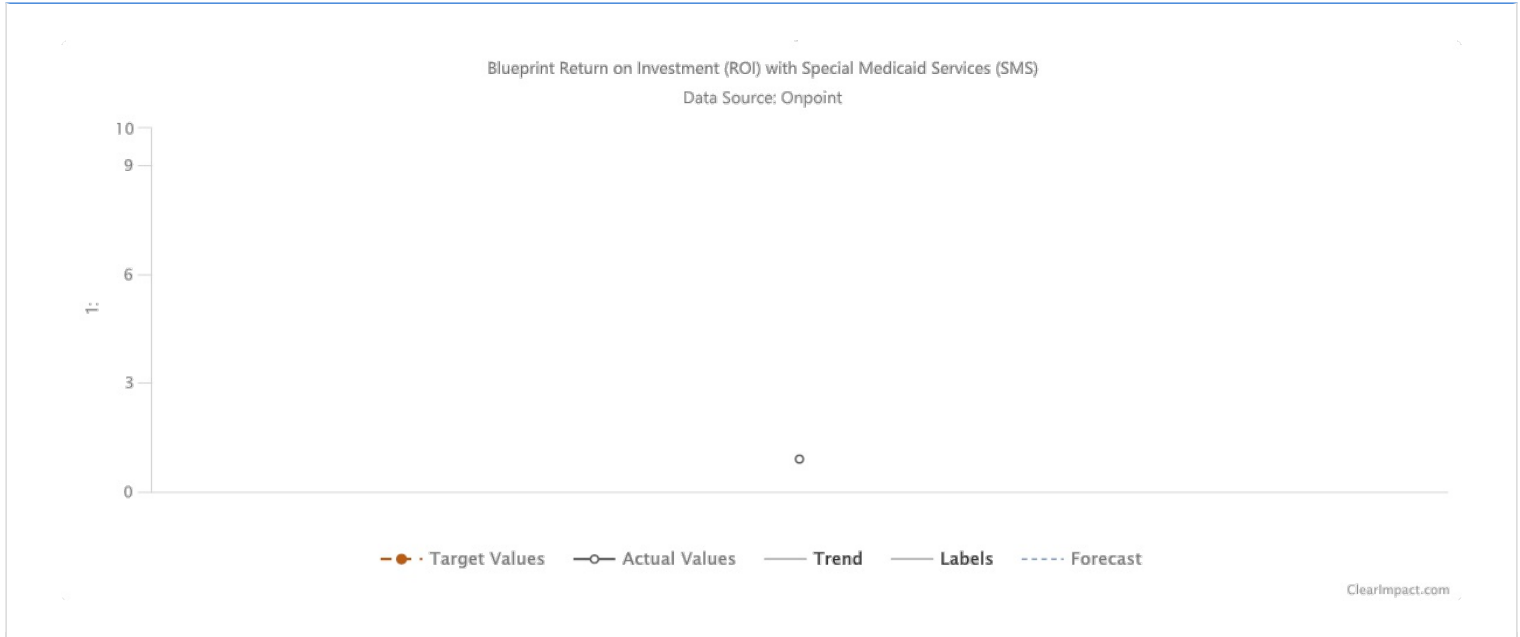 Blueprint Return on Investment (ROI) with Special Medicaid Services (SMS)
Data Source: Onpoint
10
9
6
1:
3
0
Target Values Actual Values Trend Labels Forecast
ClearImpact.com